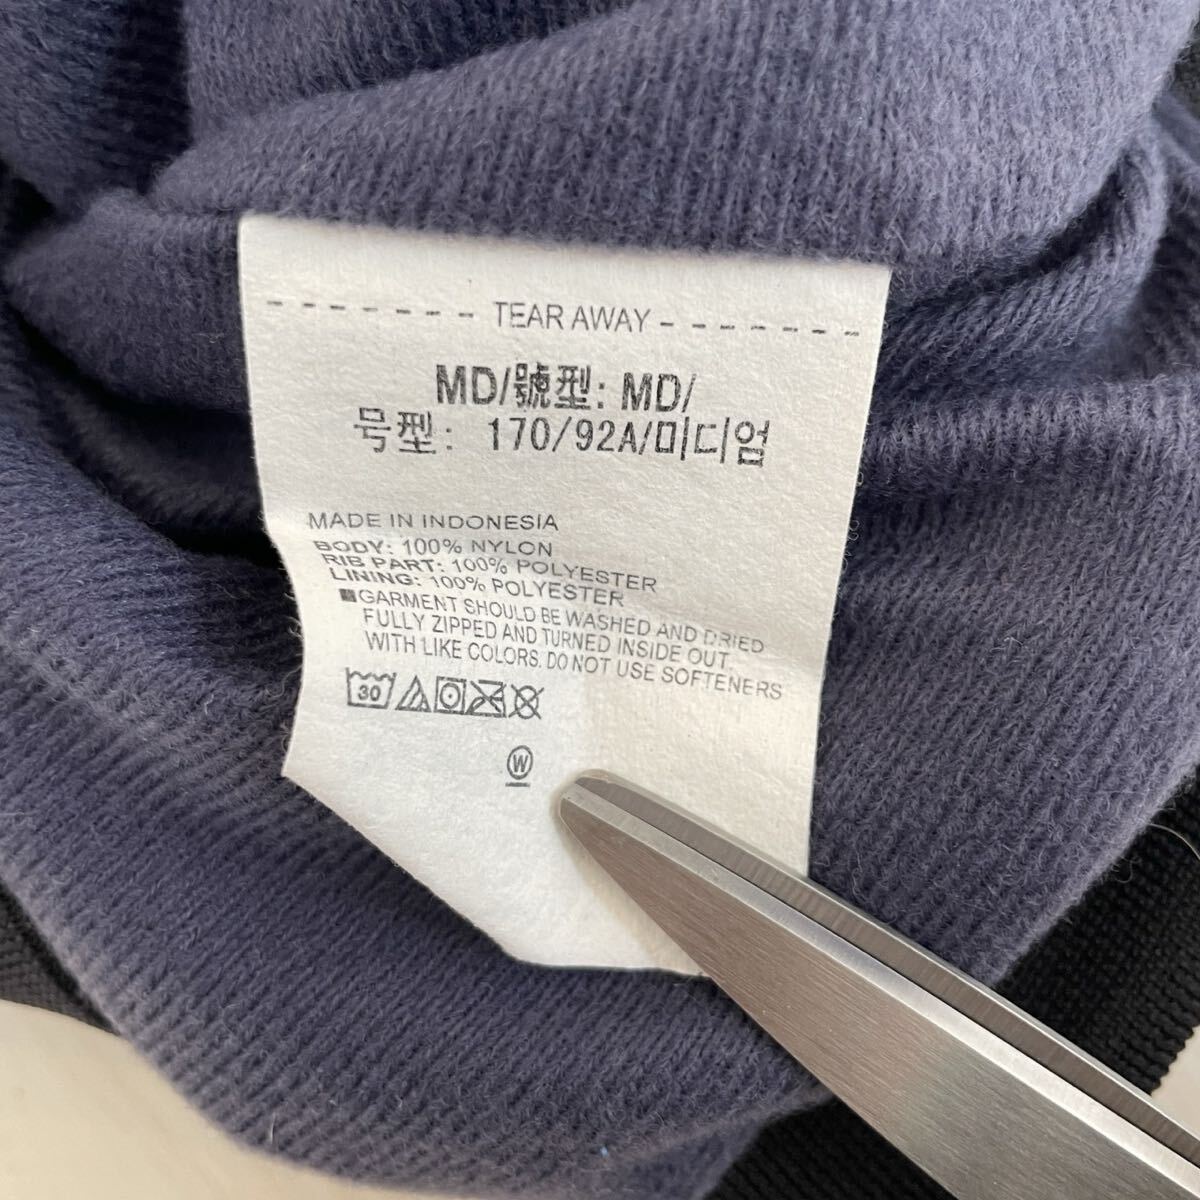 TEAR AWAY
MD/號型: MD/
号型: 170/92A/미디엄
MADE IN INDONESIA
BODY: 100% NYLON
RIB PART: 100% POLYESTER
LINING: 100% POLYESTER
■GARMENT SHOULD BE WASHED AND DRIED
FULLY ZIPPED AND TURNED INSIDE OUT,
WITH LIKE COLORS. DO NOT USE SOFTENERS
30
W